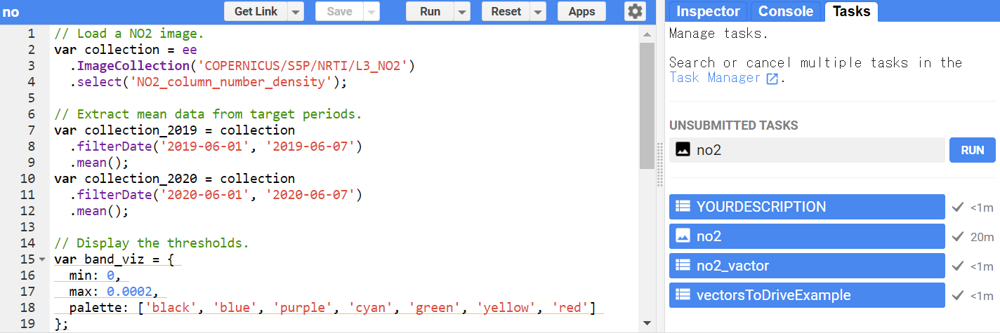 no
Get Link Save Run Reset Apps
1 // Load a NO2 image.
2 var collection = ee
3   .ImageCollection('COPERNICUS/S5P/NRTI/L3_NO2')
4   .select('NO2_column_number_density');
5
6 // Extract mean data from target periods.
7 var collection_2019 = collection
8   .filterDate('2019-06-01', '2019-06-07')
9   .mean();
10 var collection_2020 = collection
11   .filterDate('2020-06-01', '2020-06-07')
12   .mean();
13
14 // Display the thresholds.
15 var band_viz = {
16   min: 0,
17   max: 0.0002,
18   palette: ['black', 'blue', 'purple', 'cyan', 'green', 'yellow', 'red']
19 };
Inspector Console Tasks
Manage tasks.
Search or cancel multiple tasks in the
Task Manager.
UNSUBMITTED TASKS
no2 RUN
YOURDESCRIPTION <1m
no2 20m
no2_vactor <1m
vectorsToDriveExample <1m